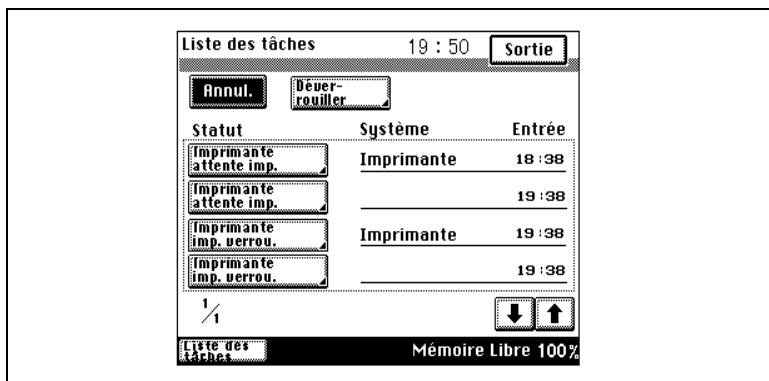 Liste des tâches 19 : 50 Sortie
Annul. Déver-
rouiller
Statut Système Entrée
Imprimante
attente imp. Imprimante 18:38
Imprimante
attente imp. 19:38
Imprimante
imp. verrou. Imprimante 19:38
Imprimante
imp. verrou. 19:38
1/1
Liste des
tâches Mémoire Libre 100%